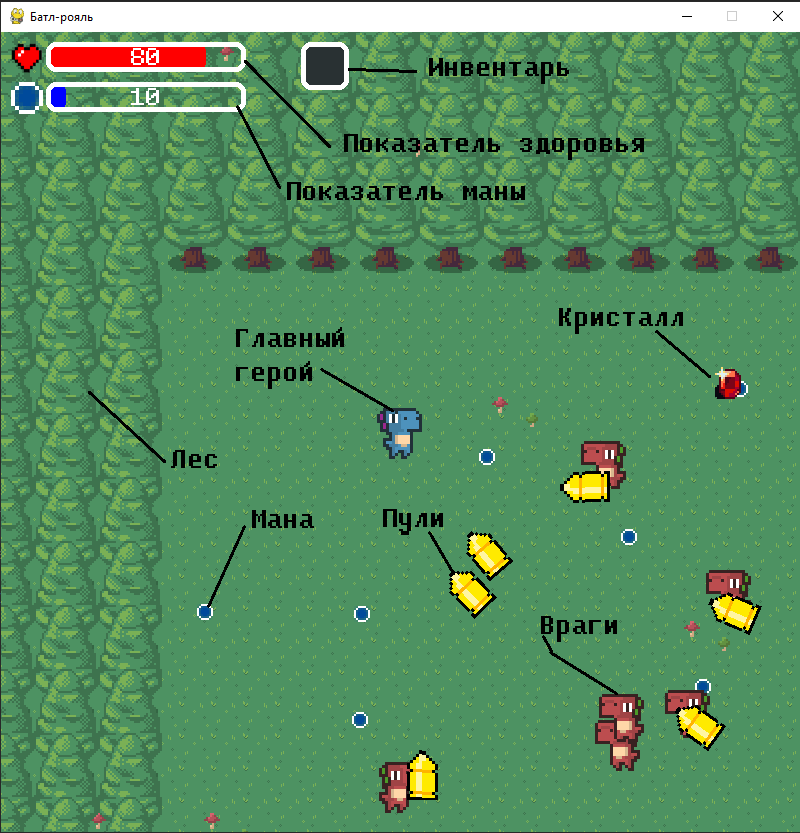 Батл-рояль
80
Инвентарь
10
Показатель здоровья
Показатель маны
Кристалл
Главный
герой
Лес
Мана
Пули
Враги